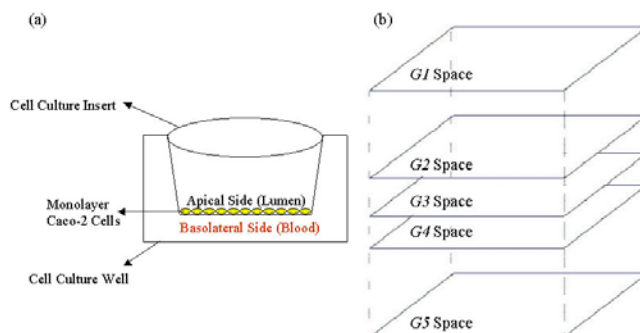 (a)
Cell Culture Insert
Apical Side (Lumen)
Monolayer
Caco-2 Cells
Basolateral Side (Blood)
Cell Culture Well
(b)
G1 Space
G2 Space
G3 Space
G4 Space
G5 Space